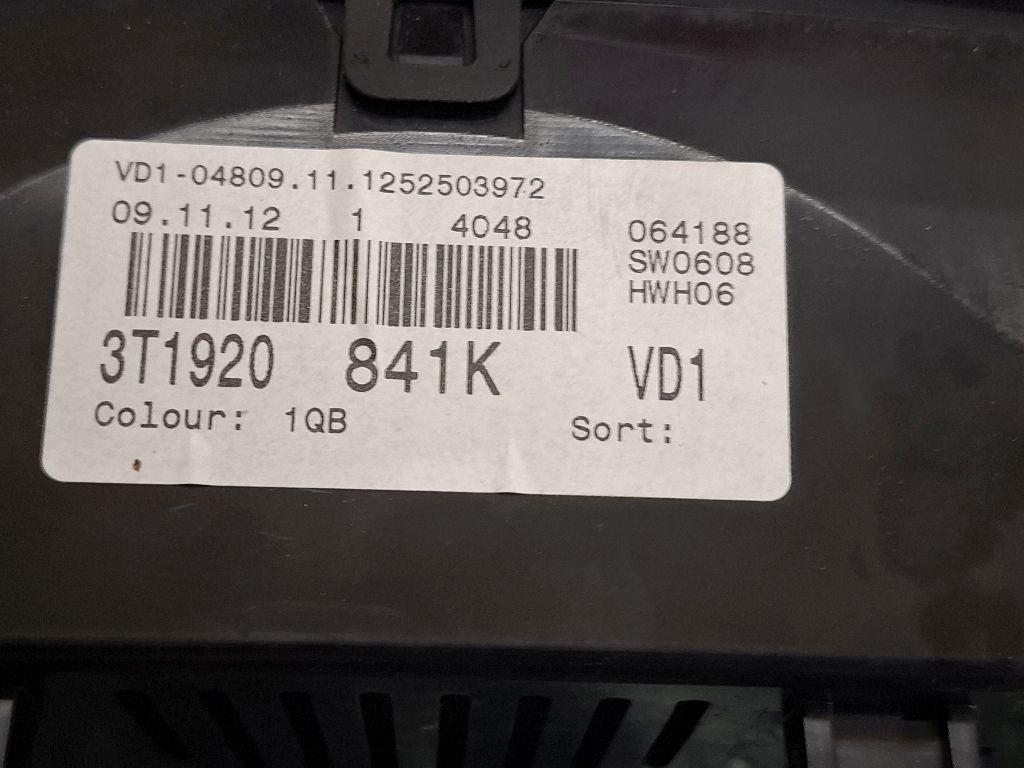 VD1-04809.11.1252503972
09.11.12 1 4048 064188
SW0608
HWH06
3T1920 841K VD1
Colour: 1QB Sort: